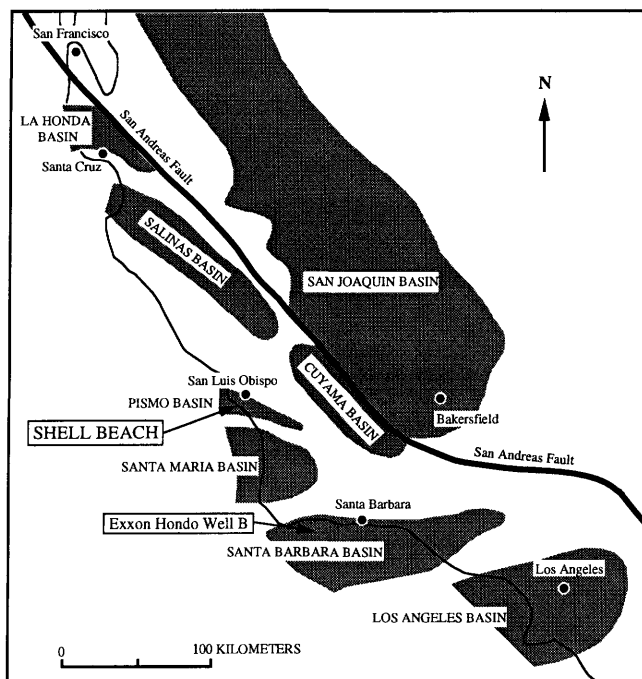 San Francisco
N
LA HONDA
BASIN
San Andreas Fault
Santa Cruz
SALINAS BASIN
SAN JOAQUIN BASIN
CUYAMA BASIN
San Luis Obispo
PISMO BASIN
Bakersfield
SHELL BEACH
San Andreas Fault
SANTA MARIA BASIN
Santa Barbara
Exxon Hondo Well B
SANTA BARBARA BASIN
Los Angeles
LOS ANGELES BASIN
0 100 KILOMETERS